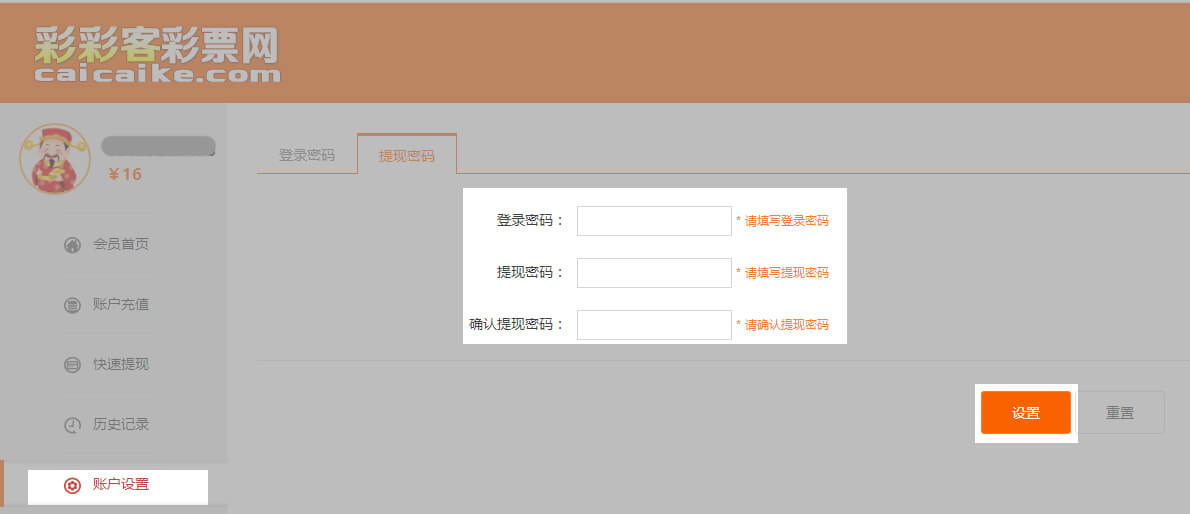 彩彩客彩票网
caicaike.com
¥16
会员首页
账户充值
快速提现
历史记录
账户设置
登录密码 提现密码
登录密码： * 请填写登录密码
提现密码： * 请填写提现密码
确认提现密码： * 请确认提现密码
设置 重置